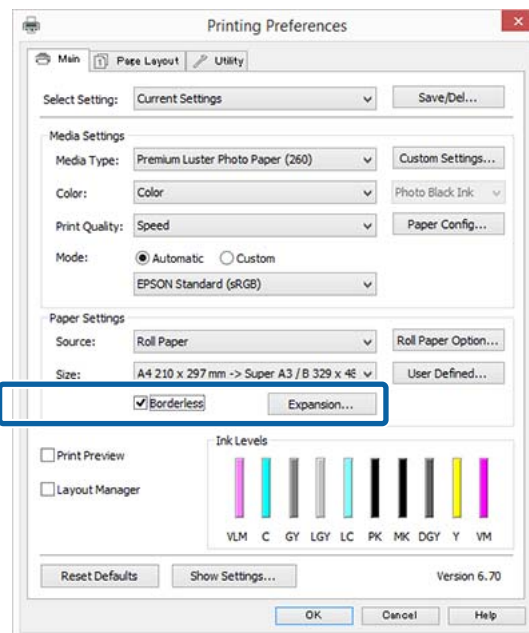 Printing Preferences
Main Page Layout Utility
Select Setting: Current Settings Save/Del...
Media Settings
Media Type: Premium Luster Photo Paper (260) Custom Settings...
Color: Color Photo Black Ink
Print Quality: Speed Paper Config...
Mode: Automatic Custom
EPSON Standard (sRGB)
Paper Settings
Source: Roll Paper Roll Paper Option...
Size: A4 210 x 297 mm -> Super A3 / B 329 x 48 User Defined...
Borderless Expansion...
Print Preview
Layout Manager
Ink Levels
VLM C GY LGY LC PK MK DGY Y VM
Reset Defaults Show Settings... Version 6.70
OK Cancel Help